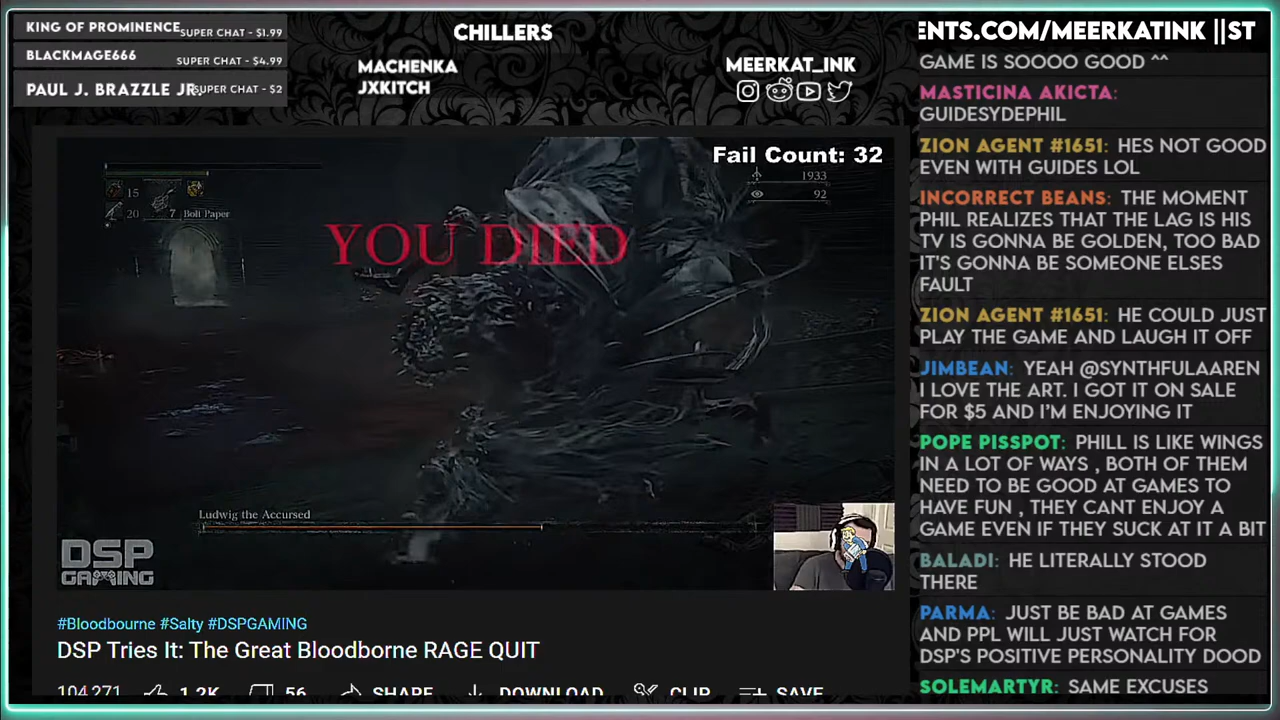 KING OF PROMINENCE SUPER CHAT - $1.99
BLACKMAGE666 SUPER CHAT - $4.99
PAUL J. BRAZZLE JR. SUPER CHAT - $2
CHILLERS
MACHENKA
JXKITCH
MEERKAT_INK
Fail Count: 32
1933
92
15
20
7
Boli Paper
YOU DIED
Ludwig the Accursed
DSP
GAMING
#Bloodbourne #Salty #DSPGAMING
DSP Tries It: The Great Bloodborne RAGE QUIT
104,271 1.2K 56 SHARE DOWNLOAD CLIP SAVE
ENTS.COM/MEERKATINK ||ST
GAME IS SOOOO GOOD ^^
MASTICINA AKICTA:
GUIDESYDEPHIL
ZION AGENT #1651: HES NOT GOOD
EVEN WITH GUIDES LOL
INCORRECT BEANS: THE MOMENT
PHIL REALIZES THAT THE LAG IS HIS
TV IS GONNA BE GOLDEN, TOO BAD
IT'S GONNA BE SOMEONE ELSES
FAULT
ZION AGENT #1651: HE COULD JUST
PLAY THE GAME AND LAUGH IT OFF
JIMBEAN: YEAH @SYNTHFULAAREN
I LOVE THE ART. I GOT IT ON SALE
FOR $5 AND I'M ENJOYING IT
POPE PISSPOT: PHILL IS LIKE WINGS
IN A LOT OF WAYS , BOTH OF THEM
NEED TO BE GOOD AT GAMES TO
HAVE FUN , THEY CANT ENJOY A
GAME EVEN IF THEY SUCK AT IT A BIT
BALADI: HE LITERALLY STOOD
THERE
PARMA: JUST BE BAD AT GAMES
AND PPL WILL JUST WATCH FOR
DSP'S POSITIVE PERSONALITY DOOD
SOLEMARTYR: SAME EXCUSES